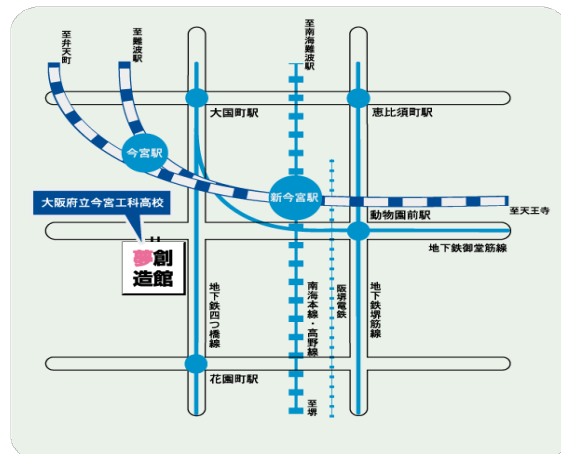 至弁天町
至難波駅
至南海難波駅
大国町駅
恵比須町駅
今宮駅
大阪府立今宮工科高校
新今宮駅
至天王寺
動物園前駅
地下鉄御堂筋線
夢創
造館
地下鉄四つ橋線
南海本線・高野線
阪堺電鉄
地下鉄堺筋線
花園町駅
至堺